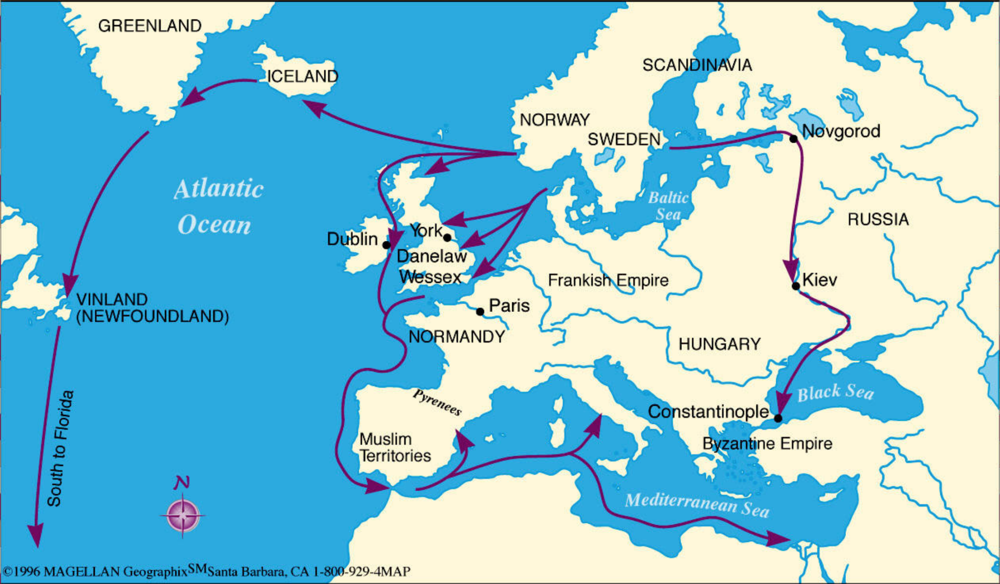 GREENLAND
ICELAND
SCANDINAVIA
NORWAY
SWEDEN
Novgorod
Atlantic
Ocean
Baltic
Sea
RUSSIA
York
Dublin
Danelaw
Wessex
Frankish Empire
Kiev
VINLAND
(NEWFOUNDLAND)
Paris
NORMANDY
HUNGARY
South to Florida
Pyrenees
Black Sea
Constantinople
Muslim
Territories
Byzantine Empire
N
Mediterranean Sea
©1996 MAGELLAN Geographix℠Santa Barbara, CA 1-800-929-4MAP